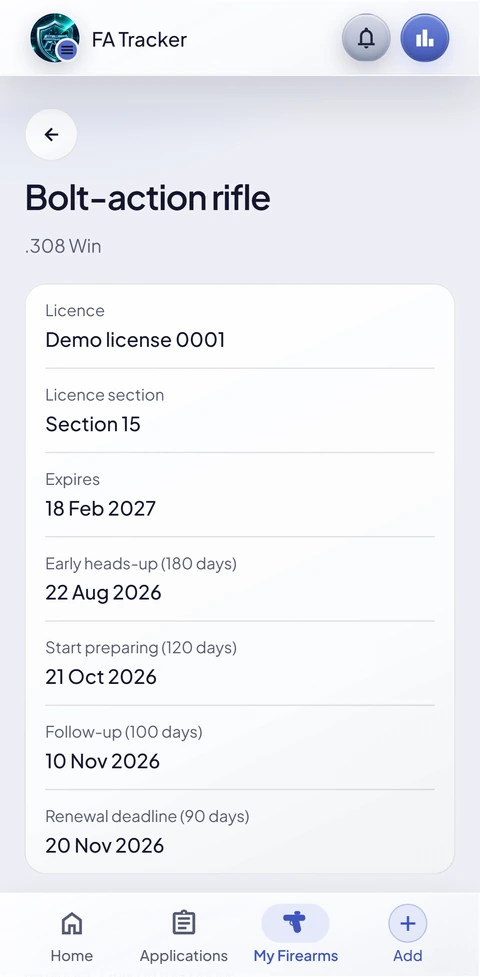 FA Tracker
Bolt-action rifle
.308 Win
Licence
Demo license 0001
Licence section
Section 15
Expires
18 Feb 2027
Early heads-up (180 days)
22 Aug 2026
Start preparing (120 days)
21 Oct 2026
Follow-up (100 days)
10 Nov 2026
Renewal deadline (90 days)
20 Nov 2026
Home
Applications
My Firearms
Add